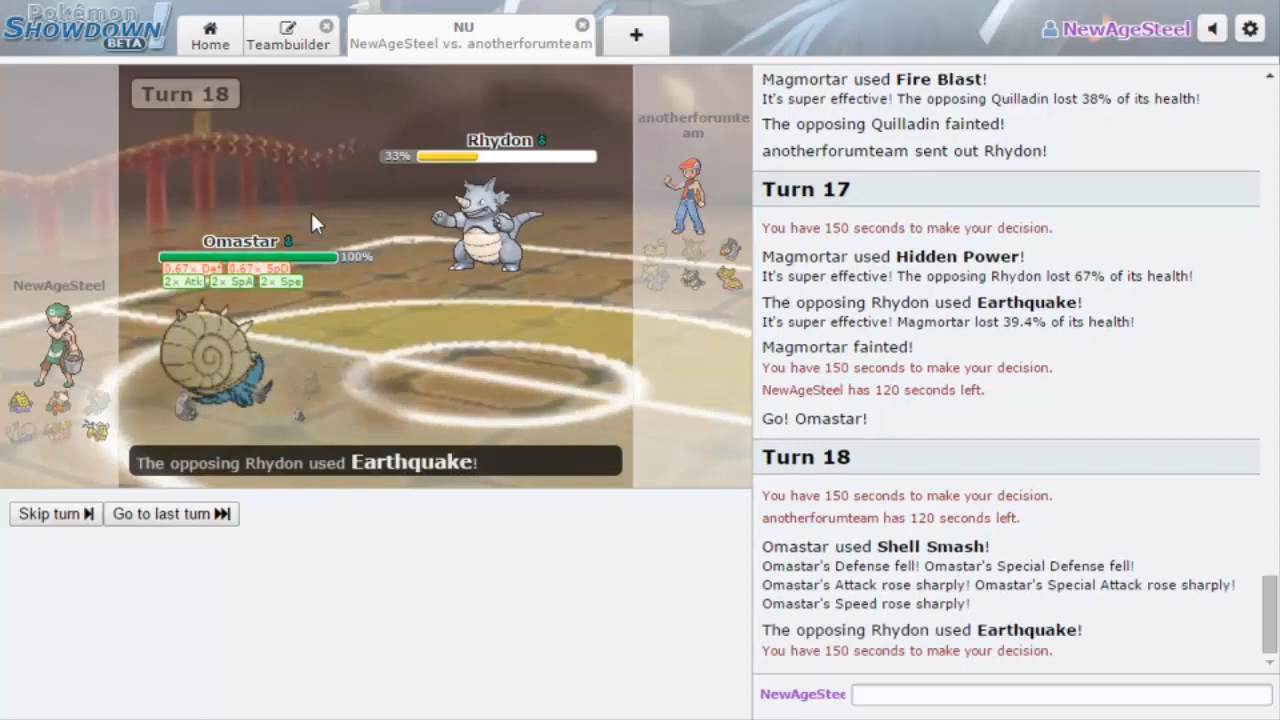 Pokémon
SHOWDOWN!
BETA
Home
Teambuilder
NU
NewAgeSteel vs. anotherforumteam
+
NewAgeSteel
Turn 18
Rhydon
33%
Omastar
100%
0.67× Def 0.67× SpD
2× Atk 2× SpA 2× Spe
NewAgeSteel
anotherforumte
am
The opposing Rhydon used Earthquake!
Skip turn
Go to last turn
Magmortar used Fire Blast!
It's super effective! The opposing Quilladin lost 38% of its health!
The opposing Quilladin fainted!
anotherforumteam sent out Rhydon!
Turn 17
You have 150 seconds to make your decision.
Magmortar used Hidden Power!
It's super effective! The opposing Rhydon lost 67% of its health!
The opposing Rhydon used Earthquake!
It's super effective! Magmortar lost 39.4% of its health!
Magmortar fainted!
You have 150 seconds to make your decision.
NewAgeSteel has 120 seconds left.
Go! Omastar!
Turn 18
You have 150 seconds to make your decision.
anotherforumteam has 120 seconds left.
Omastar used Shell Smash!
Omastar's Defense fell! Omastar's Special Defense fell!
Omastar's Attack rose sharply! Omastar's Special Attack rose sharply!
Omastar's Speed rose sharply!
The opposing Rhydon used Earthquake!
You have 150 seconds to make your decision.
NewAgeStee